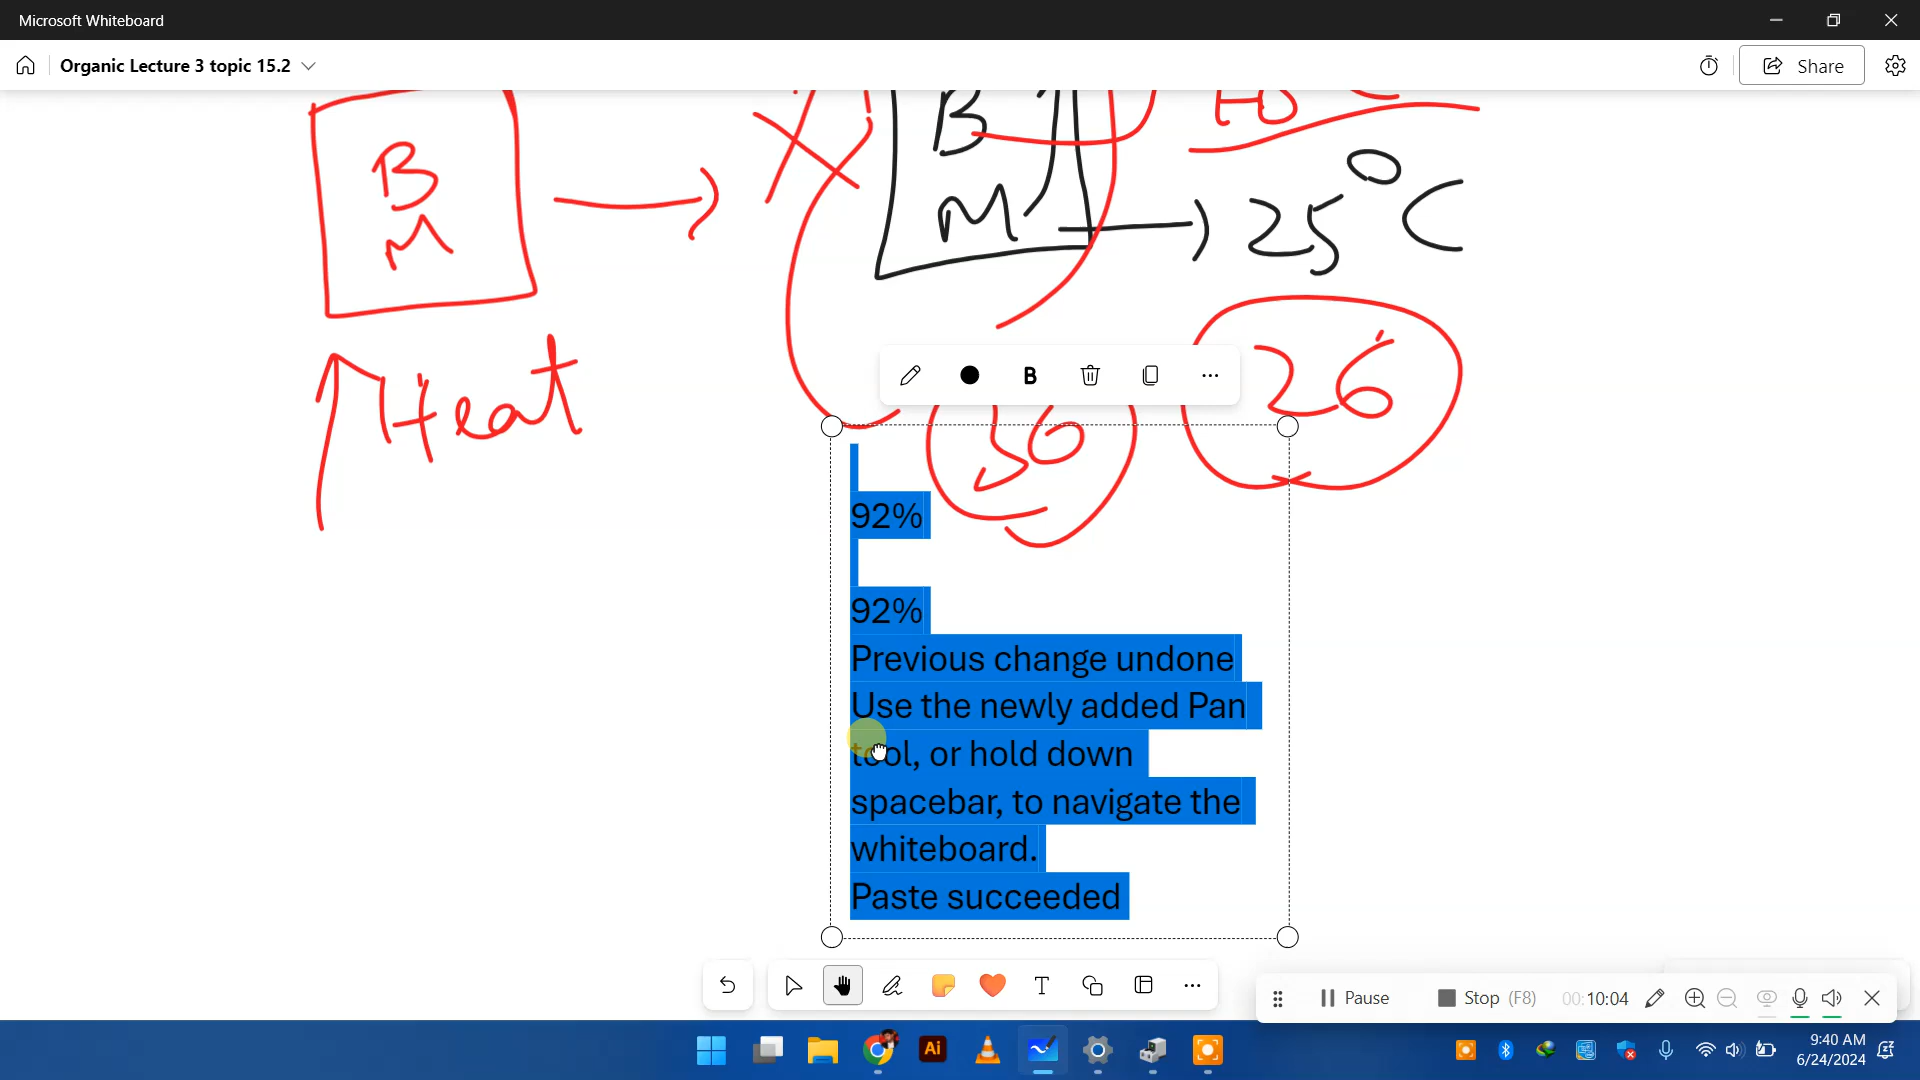 Microsoft Whiteboard
Organic Lecture 3 topic 15.2
Share
B
M
B
M
10
25°C
Heat
B
26
36
92%
92%
Previous change undone
Use the newly added Pan
tool, or hold down
spacebar, to navigate the
whiteboard.
Paste succeeded
T
Pause
Stop (F8)
00:10:04
Ai
9:40 AM
6/24/2024